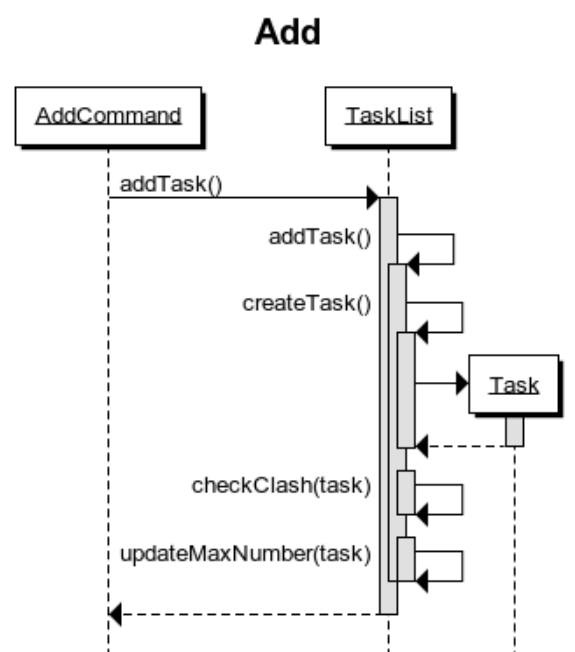 Add
AddCommand
TaskList
addTask()
addTask()
createTask()
Task
checkClash(task)
updateMaxNumber(task)